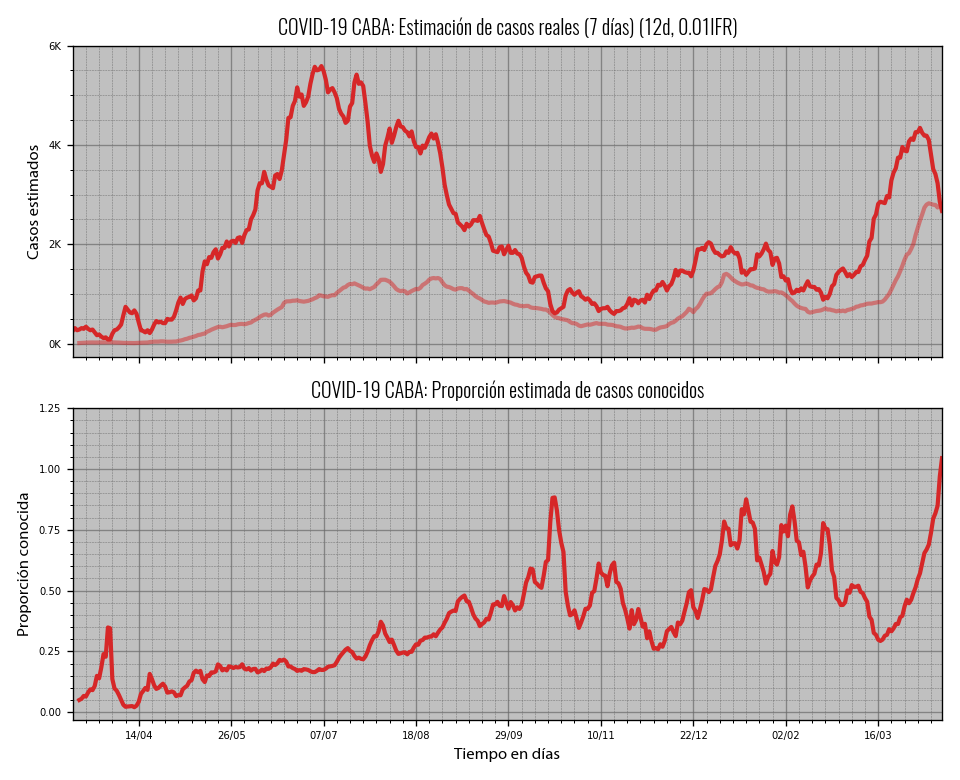 COVID-19 CABA: Estimación de casos reales (7 días) (12d, 0.01IFR)
6K
4K
2K
0K
Casos estimados
COVID-19 CABA: Proporción estimada de casos conocidos
1.25
1.00
0.75
0.50
0.25
0.00
Proporción conocida
14/04 26/05 07/07 18/08 29/09 10/11 22/12 02/02 16/03
Tiempo en días